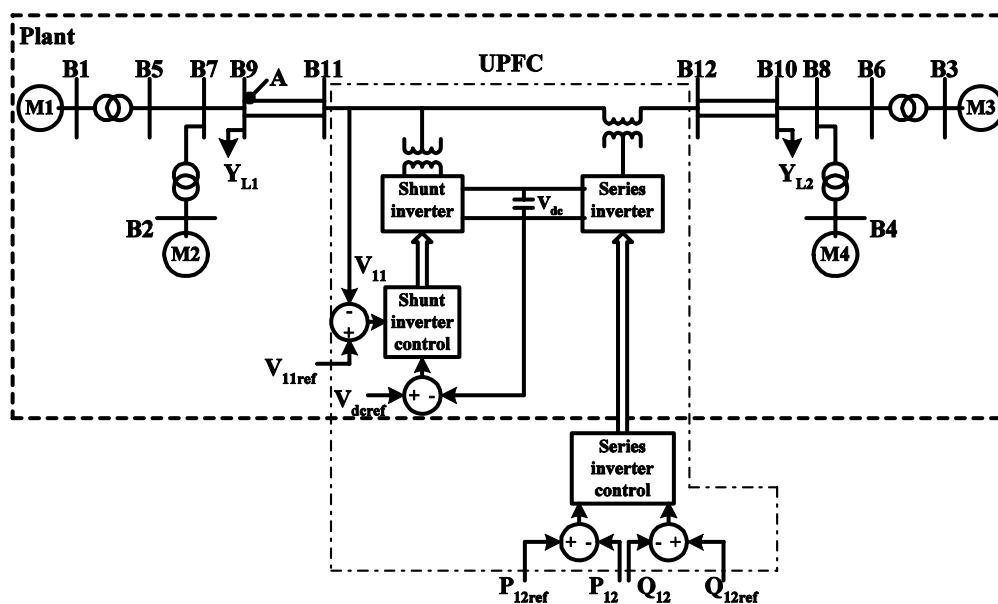 Plant
B1
B5
B7
B9
A
B11
UPFC
B12
B10
B8
B6
B3
M1
M3
Y_L1
Y_L2
Shunt
inverter
V_dc
Series
inverter
B2
B4
M2
M4
V_11
Shunt
inverter
control
-
+
V_11ref
V_dcref
+
-
Series
inverter
control
+
-
-
+
P_12ref
P_12
Q_12
Q_12ref